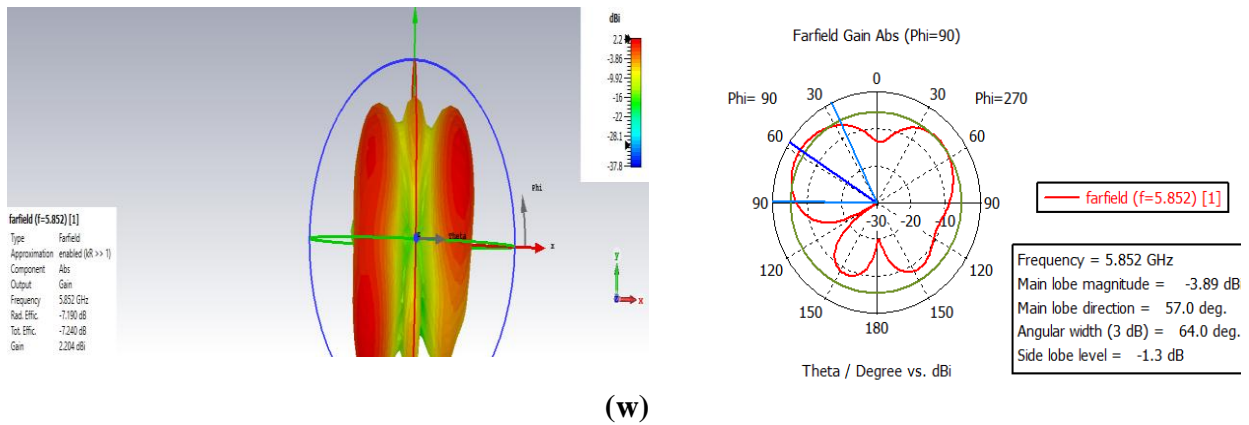 dBi
2.2
-3.86
-9.92
-16
-22
-28.1
-37.8
Phi
Theta
x
y
x
farfield (f=5.852) [1]
Type Farfield
Approximation enabled (kR >> 1)
Component Abs
Output Gain
Frequency 5.852 GHz
Rad. Effic. -7.190 dB
Tot. Effic. -7.240 dB
Gain 2.204 dBi
Farfield Gain Abs (Phi=90)
0
Phi= 90 30 30 Phi=270
60 60
90 -30 -20 -10 90
120 120
150 150
180
Theta / Degree vs. dBi
farfield (f=5.852) [1]
Frequency = 5.852 GHz
Main lobe magnitude = -3.89 dBi
Main lobe direction = 57.0 deg.
Angular width (3 dB) = 64.0 deg.
Side lobe level = -1.3 dB
(w)